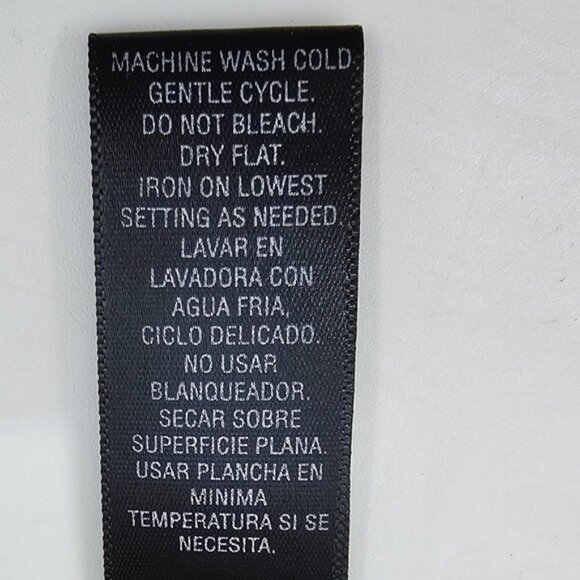 MACHINE WASH COLD
GENTLE CYCLE.
DO NOT BLEACH.
DRY FLAT.
IRON ON LOWEST
SETTING AS NEEDED
LAVAR EN
LAVADORA CON
AGUA FRIA,
CICLO DELICADO.
NO USAR
BLANQUEADOR.
SECAR SOBRE
SUPERFICIE PLANA.
USAR PLANCHA EN
MINIMA
TEMPERATURA SI SE
NECESITA.